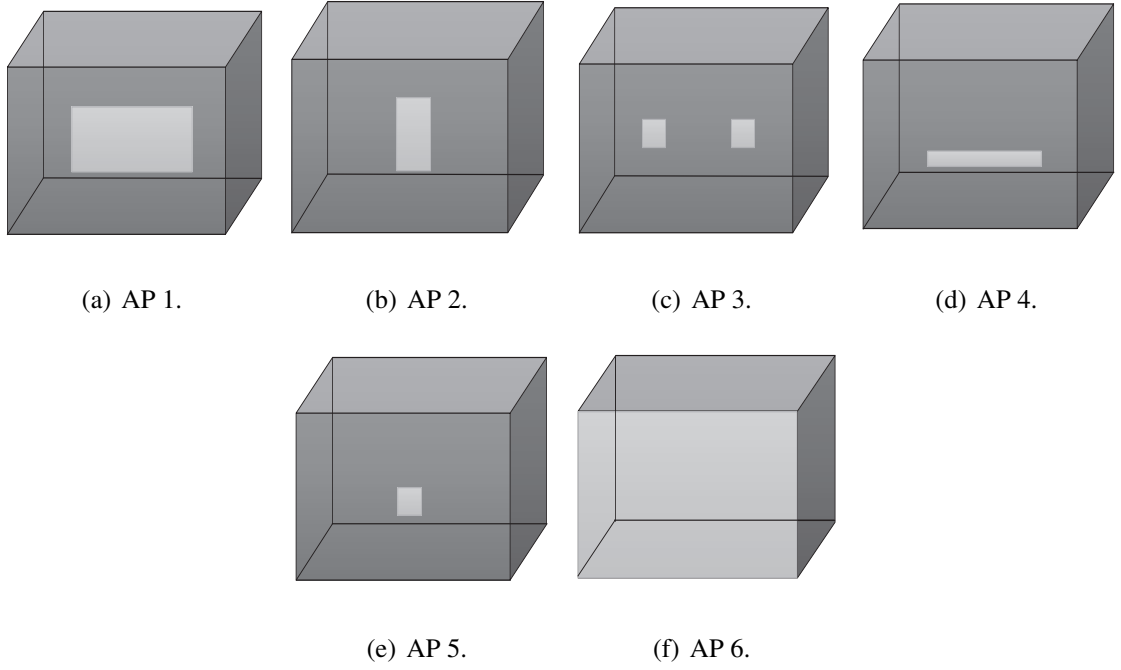 (a) AP 1.
(b) AP 2.
(c) AP 3.
(d) AP 4.
(e) AP 5.
(f) AP 6.